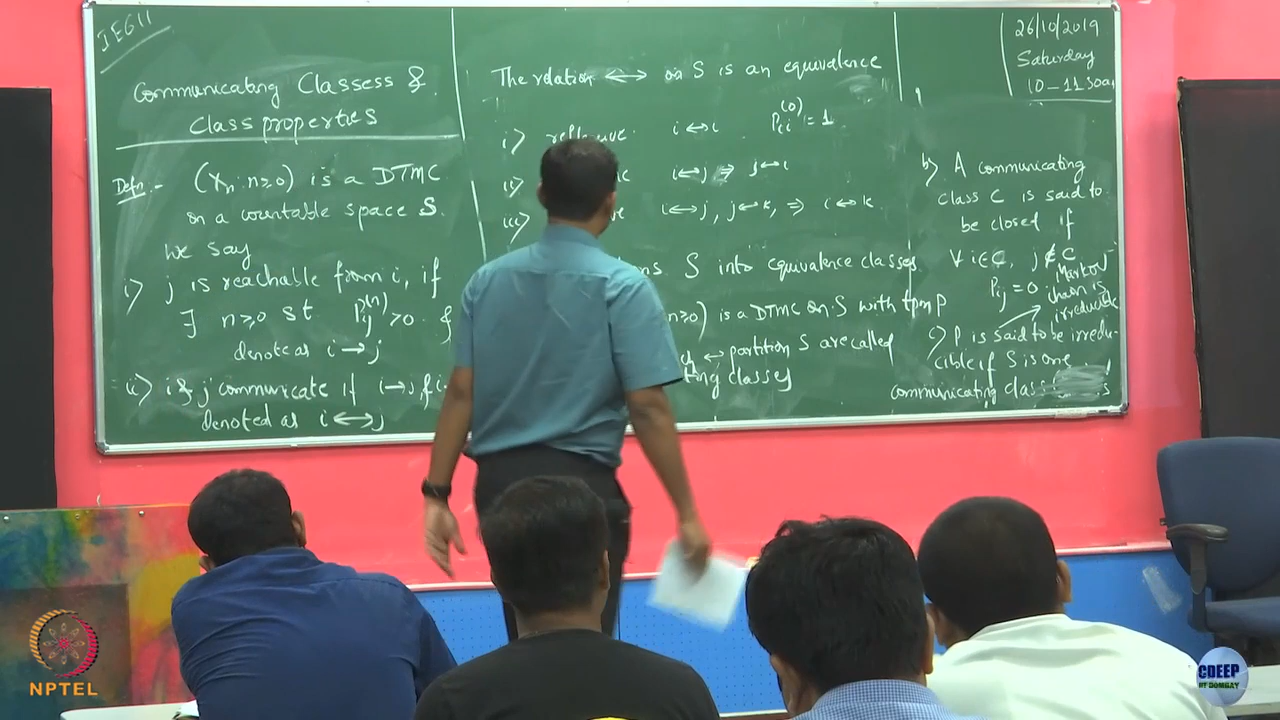 JEG11
Communicating Classess &
Class properties
Defn :- (Xn : n≥0) is a DTMC
on a countable space S.
we say
i) j is reachable from i, if
∃ n≥0 st Pij^(n) >0. &
denote as i → j
ii) i & j communicate if i→j &
denoted as i ↔ j
The relation ↔ on S is an equivalence
i) i ↔ i Pii^(0) = 1.
ii) i ↔ j ⇒ j ↔ i
iii) i ↔ j, j ↔ k, ⇒ i ↔ k.
S into equivalence classes.
n≥0) is a DTMC on S with tpm P
↔ partition S are called
classes
26/10/2019
Saturday
10 - 11 30am
b) A communicating
class C is said to
be closed if
∀ i∈C, j∉C
Pij = 0
Markov
chain is
irreducible
c) P is said to be irredu-
cible if S is one
communicating class
NPTEL
CDEEP
IIT BOMBAY